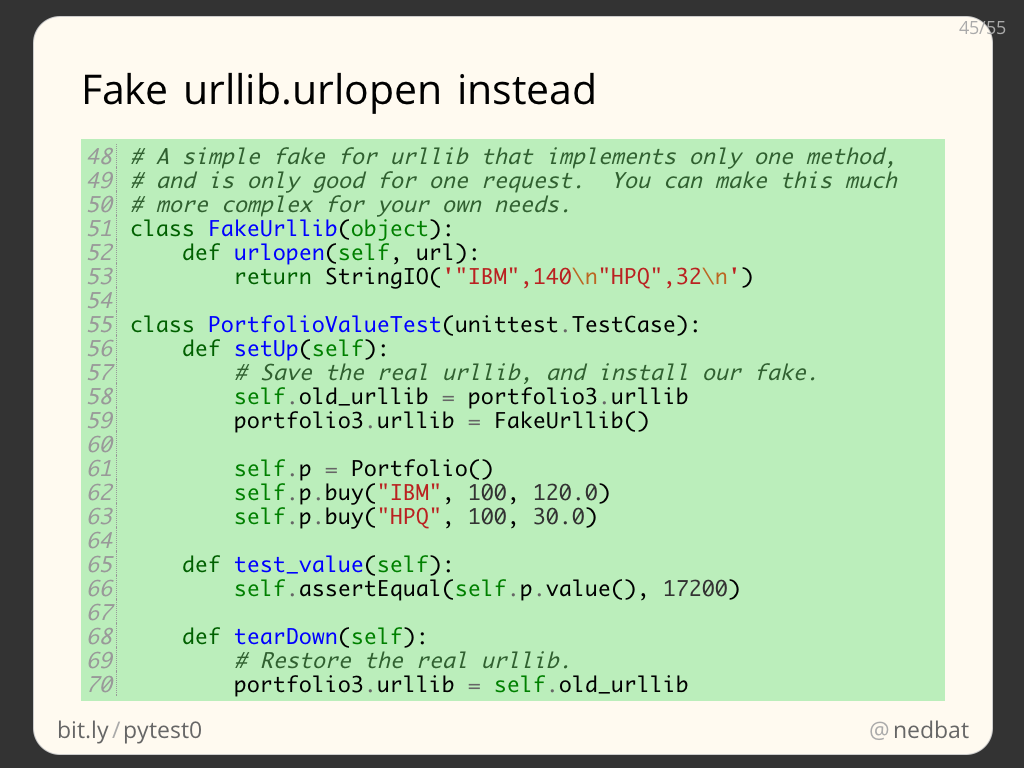 45/55
Fake urllib.urlopen instead
48 # A simple fake for urllib that implements only one method,
49 # and is only good for one request.  You can make this much
50 # more complex for your own needs.
51 class FakeUrllib(object):
52     def urlopen(self, url):
53         return StringIO('"IBM",140\n"HPQ",32\n')
54
55 class PortfolioValueTest(unittest.TestCase):
56     def setUp(self):
57         # Save the real urllib, and install our fake.
58         self.old_urllib = portfolio3.urllib
59         portfolio3.urllib = FakeUrllib()
60
61         self.p = Portfolio()
62         self.p.buy("IBM", 100, 120.0)
63         self.p.buy("HPQ", 100, 30.0)
64
65     def test_value(self):
66         self.assertEqual(self.p.value(), 17200)
67
68     def tearDown(self):
69         # Restore the real urllib.
70         portfolio3.urllib = self.old_urllib
bit.ly/pytest0
@nedbat